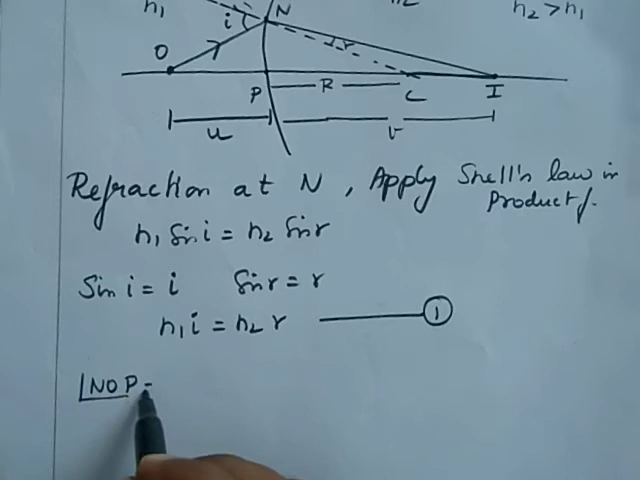 n₁ i N n₂ n₂ > n₁
O r
P R C I
u v
Refraction at N, Apply Snell's law in
Product f.
n₁ Sin i = n₂ Sin r
Sin i = i Sin r = r
n₁ i = n₂ r ① 
∠NOP =